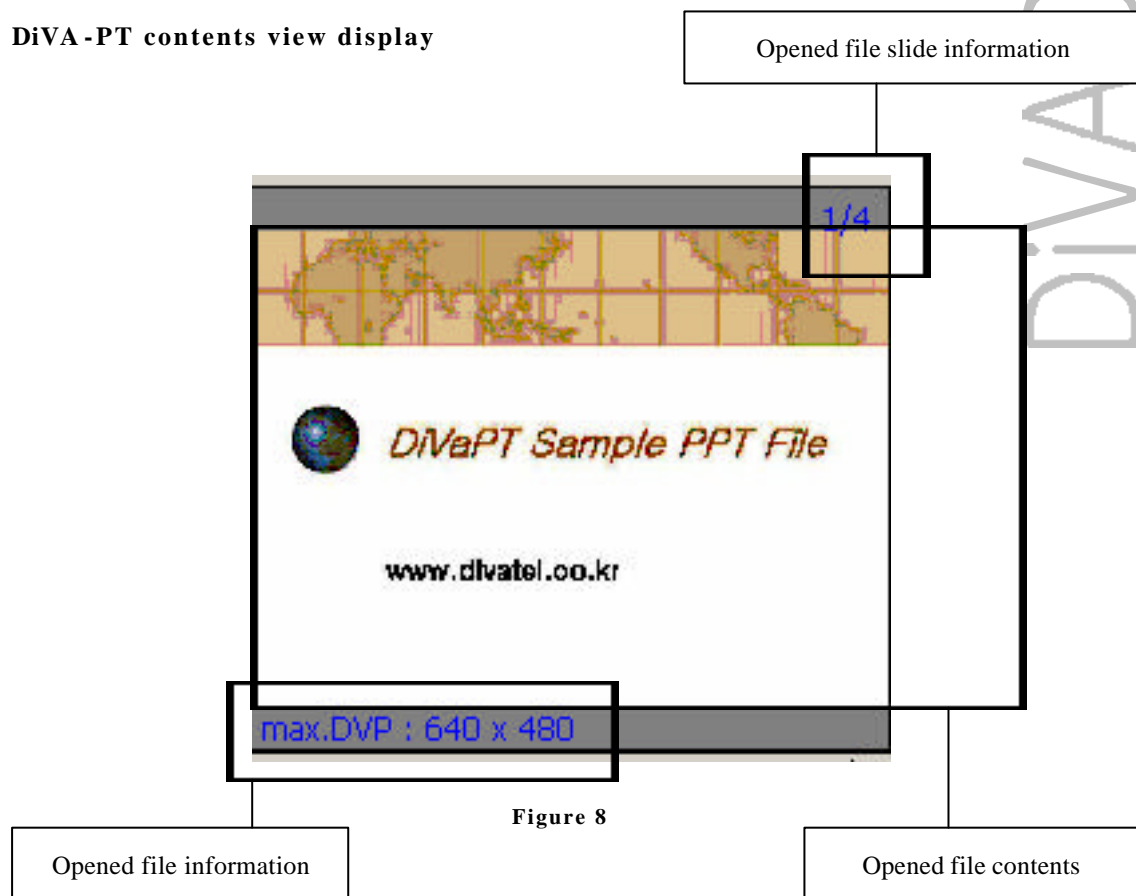 DiVA-PT contents view display
Opened file slide information
DiVA
1/4
DiVaPT Sample PPT File
www.divatel.co.kr
max.DVP : 640 x 480
Figure 8
Opened file information
Opened file contents